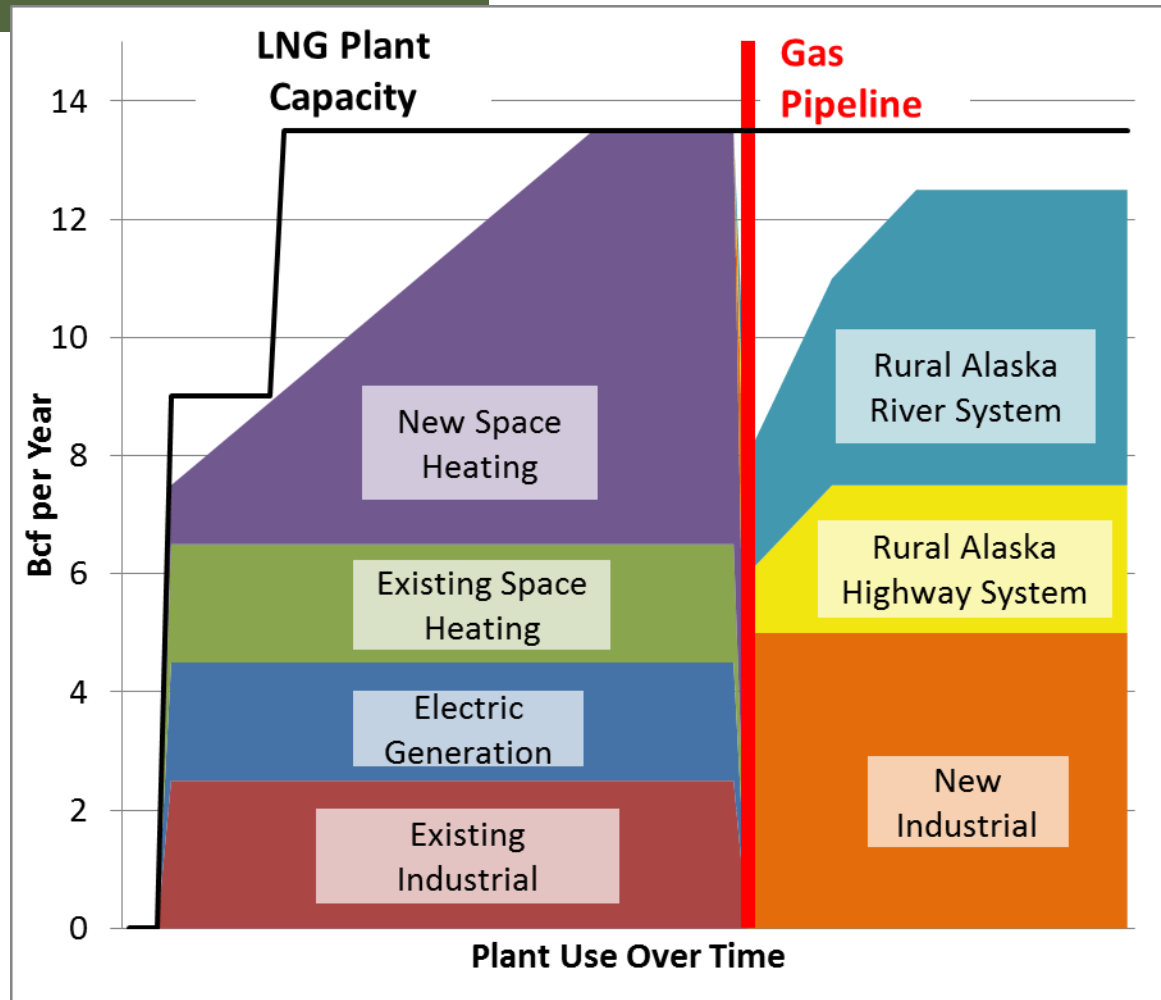 LNG Plant
Capacity
Gas
Pipeline
14
12
10
8
6
4
2
0
Bcf per Year
New Space
Heating
Existing Space
Heating
Electric
Generation
Existing
Industrial
Rural Alaska
River System
Rural Alaska
Highway System
New
Industrial
Plant Use Over Time